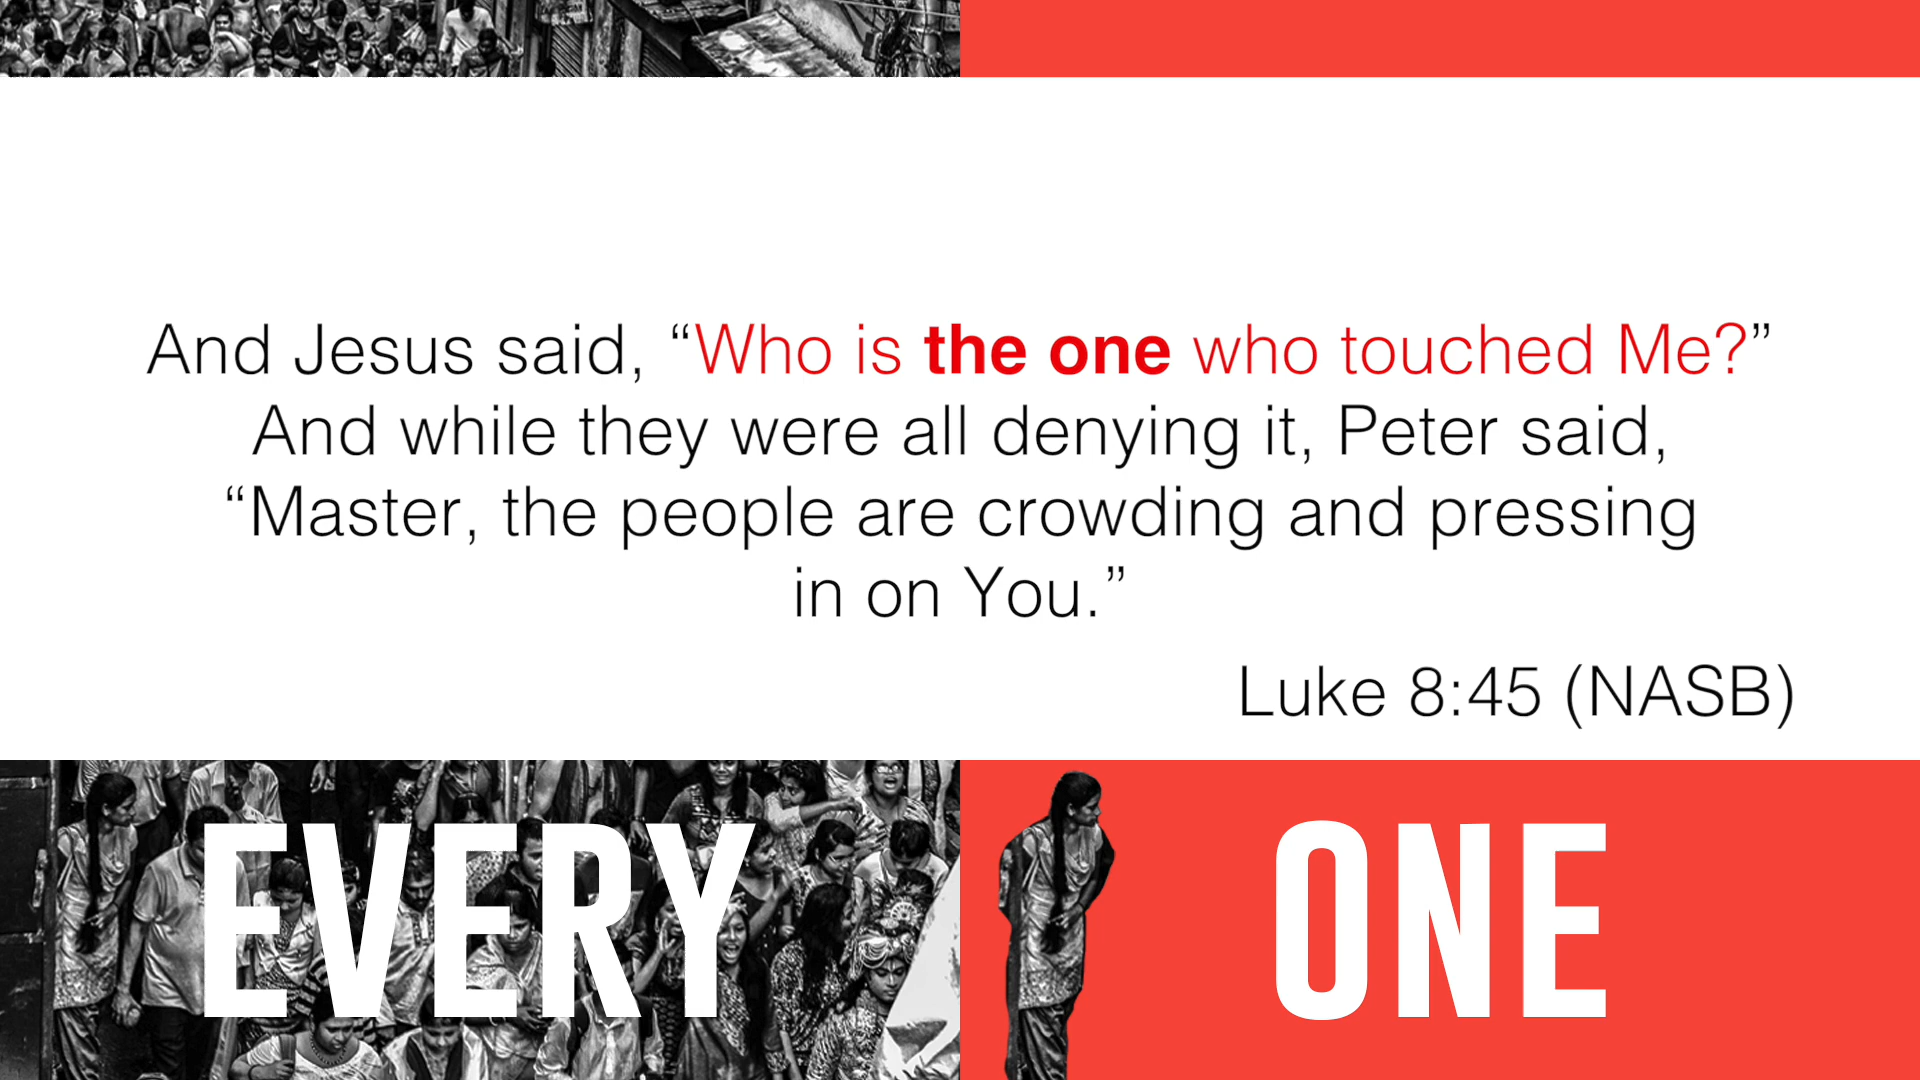 And Jesus said, “Who is the one who touched Me?”
And while they were all denying it, Peter said,
“Master, the people are crowding and pressing
in on You.”
Luke 8:45 (NASB)
EVERY ONE